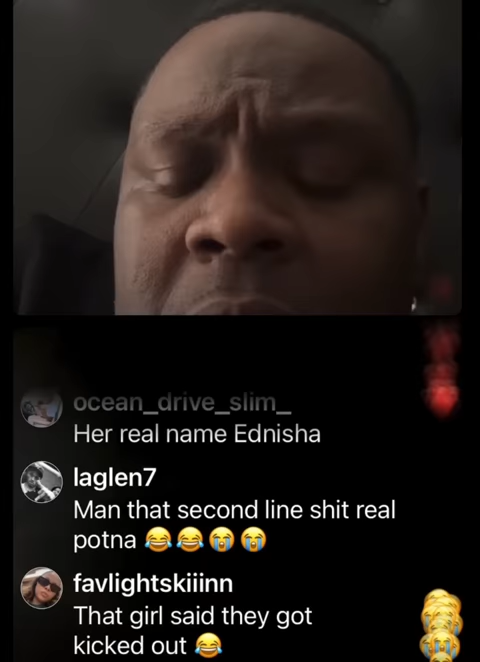 ocean_drive_slim_
Her real name Ednisha
laglen7
Man that second line shit real
potna 😂😂😭😭
favlightskiiinn
That girl said they got
kicked out 😂